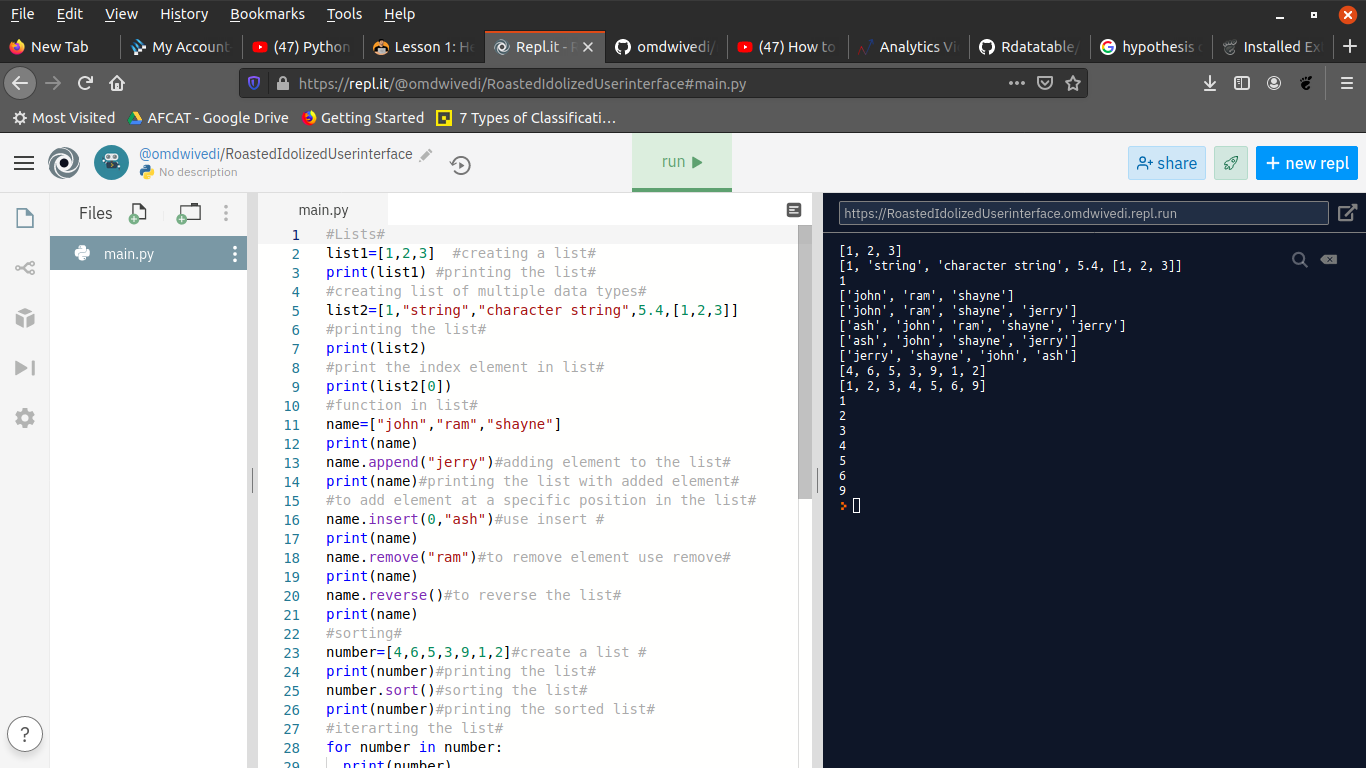 File Edit View History Bookmarks Tools Help
New Tab My Account (47) Python Lesson 1: He Repl.it - R omdwivedi/ (47) How to Analytics Vi Rdatatable/ hypothesis Installed Ext
https://repl.it/@omdwivedi/RoastedIdolizedUserinterface#main.py
Most Visited AFCAT - Google Drive Getting Started 7 Types of Classificati...
@omdwivedi/RoastedIdolizedUserinterface
No description
run
share
+ new repl
Files
main.py
main.py
1 #Lists#
2 list1=[1,2,3]  #creating a list#
3 print(list1) #printing the list#
4 #creating list of multiple data types#
5 list2=[1,"string","character string",5.4,[1,2,3]]
6 #printing the list#
7 print(list2)
8 #print the index element in list#
9 print(list2[0])
10 #function in list#
11 name=["john","ram","shayne"]
12 print(name)
13 name.append("jerry")#adding element to the list#
14 print(name)#printing the list with added element#
15 #to add element at a specific position in the list#
16 name.insert(0,"ash")#use insert #
17 print(name)
18 name.remove("ram")#to remove element use remove#
19 print(name)
20 name.reverse()#to reverse the list#
21 print(name)
22 #sorting#
23 number=[4,6,5,3,9,1,2]#create a list #
24 print(number)#printing the list#
25 number.sort()#sorting the list#
26 print(number)#printing the sorted list#
27 #iterarting the list#
28 for number in number:
29 print(number)
?
https://RoastedIdolizedUserinterface.omdwivedi.repl.run
[1, 2, 3]
[1, 'string', 'character string', 5.4, [1, 2, 3]]
1
['john', 'ram', 'shayne']
['john', 'ram', 'shayne', 'jerry']
['ash', 'john', 'ram', 'shayne', 'jerry']
['ash', 'john', 'shayne', 'jerry']
['jerry', 'shayne', 'john', 'ash']
[4, 6, 5, 3, 9, 1, 2]
[1, 2, 3, 4, 5, 6, 9]
1
2
3
4
5
6
9